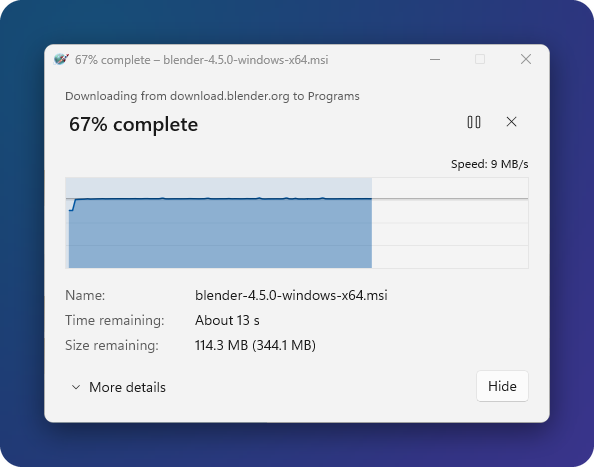 67% complete – blender-4.5.0-windows-x64.msi
Downloading from download.blender.org to Programs
67% complete
Speed: 9 MB/s
Name: blender-4.5.0-windows-x64.msi
Time remaining: About 13 s
Size remaining: 114.3 MB (344.1 MB)
More details
Hide